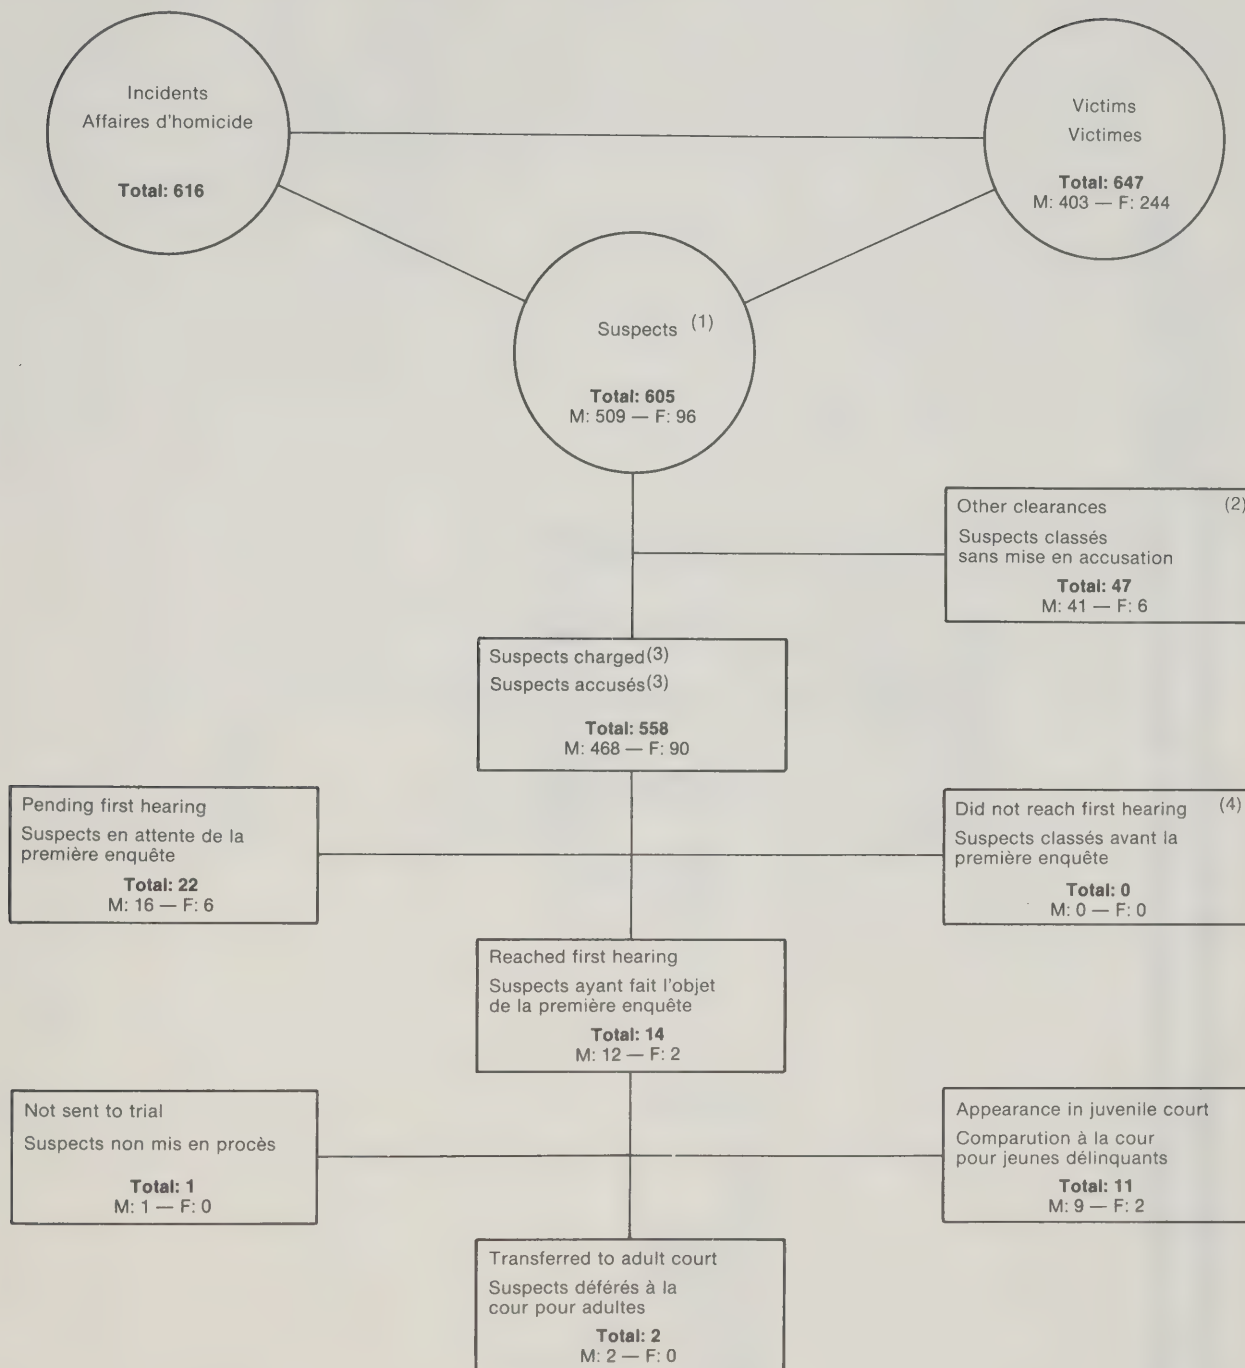 Incidents
Affaires d'homicide
Total: 616
Victims
Victimes
Total: 647
M: 403 — F: 244
Suspects (1)
Total: 605
M: 509 — F: 96
Other clearances (2)
Suspects classés
sans mise en accusation
Total: 47
M: 41 — F: 6
Suspects charged (3)
Suspects accusés (3)
Total: 558
M: 468 — F: 90
Pending first hearing
Suspects en attente de la
première enquête
Total: 22
M: 16 — F: 6
Did not reach first hearing (4)
Suspects classés avant la
première enquête
Total: 0
M: 0 — F: 0
Reached first hearing
Suspects ayant fait l'objet
de la première enquête
Total: 14
M: 12 — F: 2
Not sent to trial
Suspects non mis en procès
Total: 1
M: 1 — F: 0
Appearance in juvenile court
Comparution à la cour
pour jeunes délinquants
Total: 11
M: 9 — F: 2
Transferred to adult court
Suspects déférés à la
cour pour adultes
Total: 2
M: 2 — F: 0